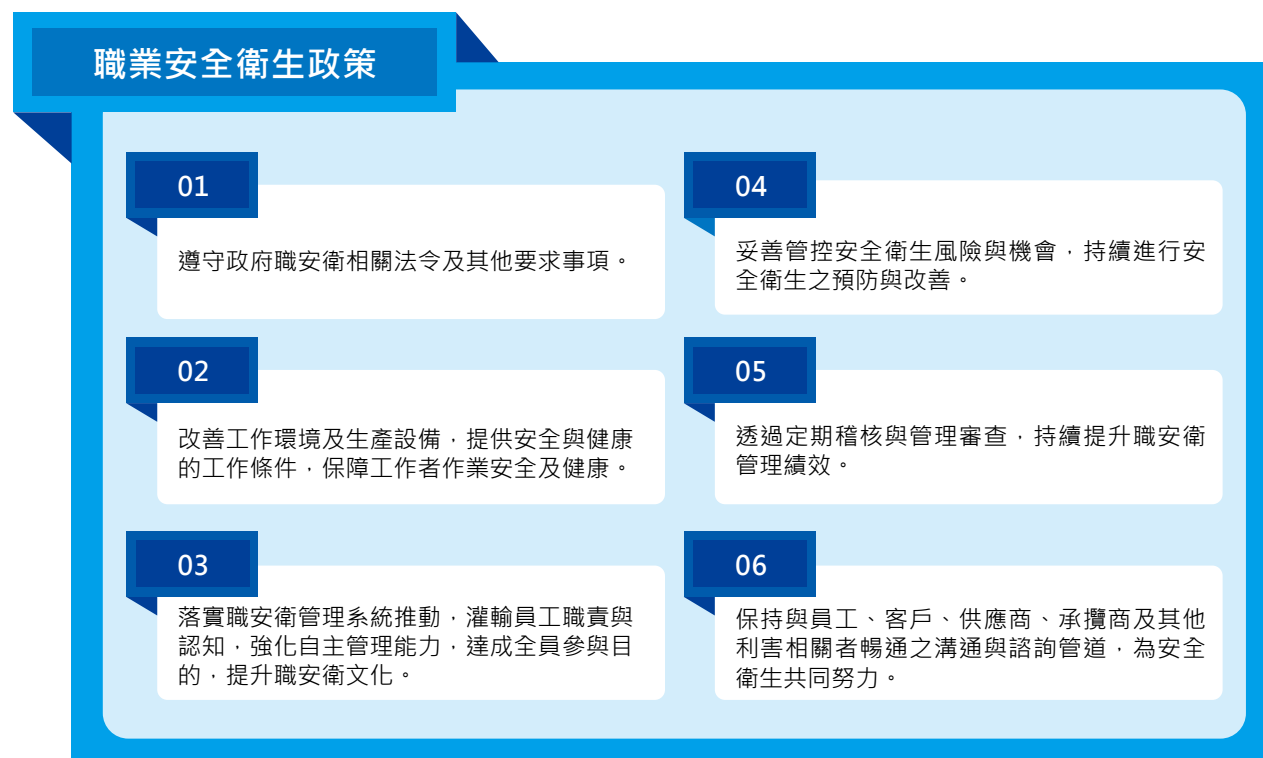 職業安全衛生政策
01
遵守政府職安衛相關法令及其他要求事項。
02
改善工作環境及生產設備，提供安全與健康
的工作條件，保障工作者作業安全及健康。
03
落實職安衛管理系統推動，灌輸員工職責與
認知，強化自主管理能力，達成全員參與目
的，提升職安衛文化。
04
妥善管控安全衛生風險與機會，持續進行安
全衛生之預防與改善。
05
透過定期稽核與管理審查，持續提升職安衛
管理績效。
06
保持與員工、客戶、供應商、承攬商及其他
利害相關者暢通之溝通與諮詢管道，為安全
衛生共同努力。